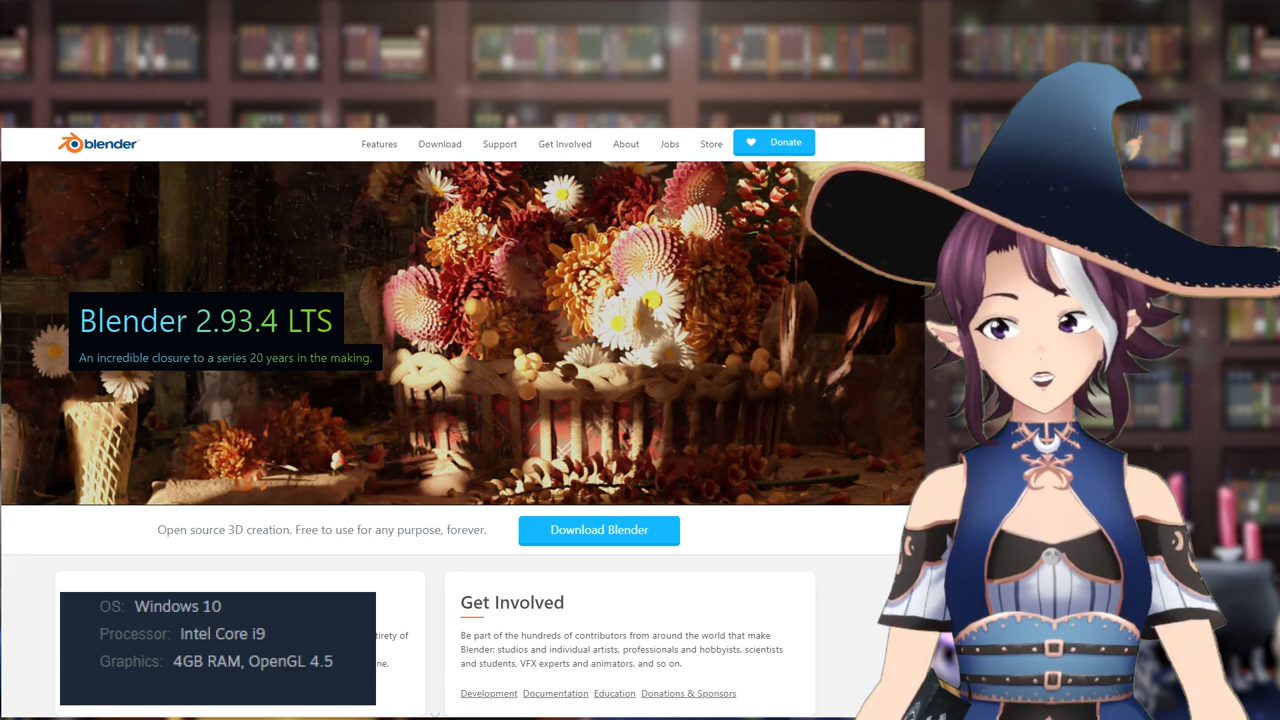 blender
Features Download Support Get Involved About Jobs Store Donate
Blender 2.93.4 LTS
An incredible closure to a series 20 years in the making.
Open source 3D creation. Free to use for any purpose, forever.
Download Blender
OS: Windows 10
Processor: Intel Core i9
Graphics: 4GB RAM, OpenGL 4.5
tirety of
ne.
Get Involved
Be part of the hundreds of contributors from around the world that make
Blender; studios and individual artists, professionals and hobbyists, scientists
and students, VFX experts and animators, and so on.
Development Documentation Education Donations & Sponsors